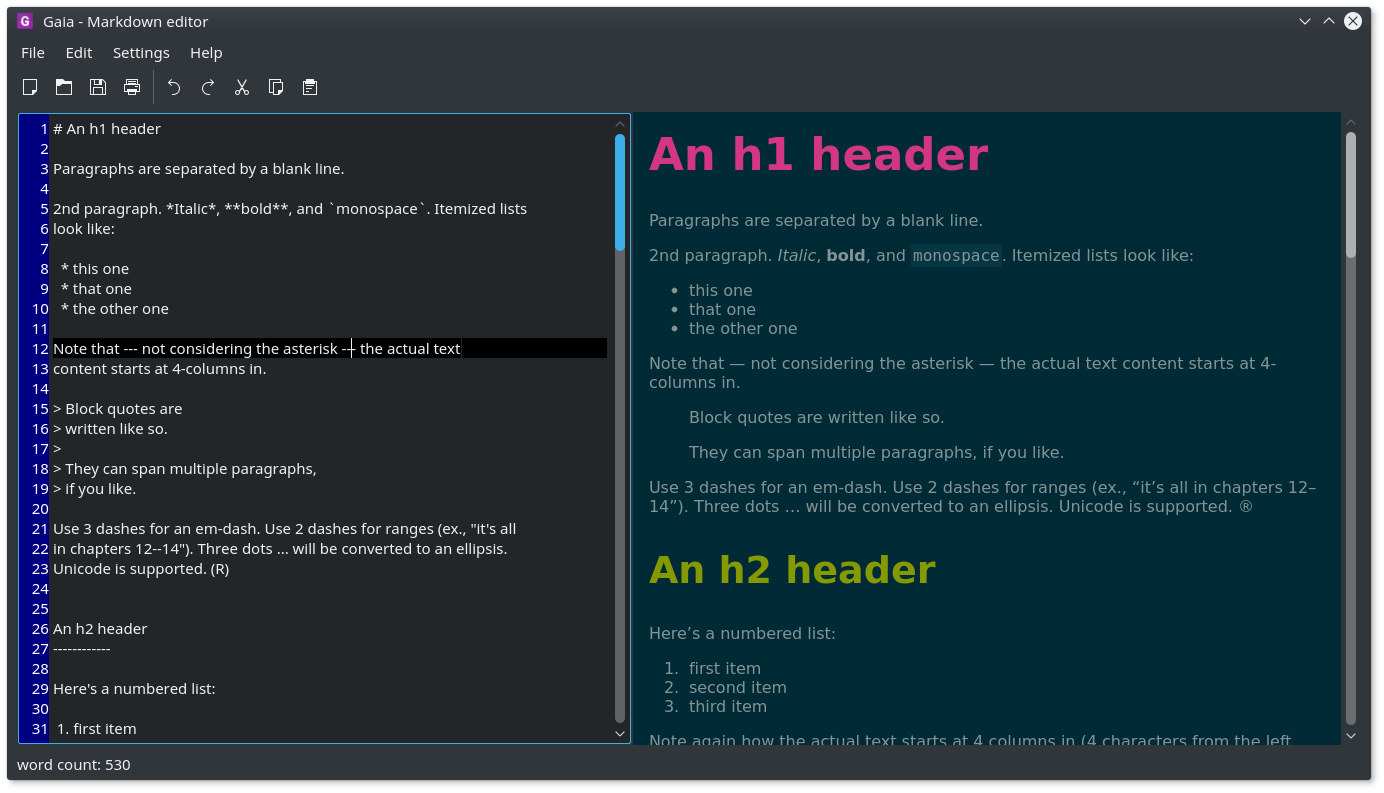 Gaia - Markdown editor
File Edit Settings Help
1 # An h1 header
2
3 Paragraphs are separated by a blank line.
4
5 2nd paragraph. *Italic*, **bold**, and `monospace`. Itemized lists
6 look like:
7
8   * this one
9   * that one
10   * the other one
11
12 Note that --- not considering the asterisk --- the actual text
13 content starts at 4-columns in.
14
15 > Block quotes are
16 > written like so.
17 >
18 > They can span multiple paragraphs,
19 > if you like.
20
21 Use 3 dashes for an em-dash. Use 2 dashes for ranges (ex., "it's all
22 in chapters 12--14"). Three dots ... will be converted to an ellipsis.
23 Unicode is supported. (R)
24
25
26 An h2 header
27 ------------
28
29 Here's a numbered list:
30
31  1. first item
An h1 header
Paragraphs are separated by a blank line.
2nd paragraph. Italic, bold, and monospace. Itemized lists look like:
• this one
• that one
• the other one
Note that — not considering the asterisk — the actual text content starts at 4-
columns in.
Block quotes are written like so.
They can span multiple paragraphs, if you like.
Use 3 dashes for an em-dash. Use 2 dashes for ranges (ex., “it’s all in chapters 12–
14”). Three dots … will be converted to an ellipsis. Unicode is supported. ®
An h2 header
Here’s a numbered list:
1. first item
2. second item
3. third item
Note again how the actual text starts at 4 columns in (4 characters from the left
word count: 530